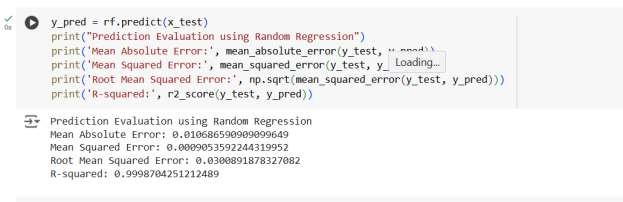 y_pred = rf.predict(x_test)
print("Prediction Evaluation using Random Regression")
print('Mean Absolute Error:', mean_absolute_error(y_test, y_pred))
print('Mean Squared Error:', mean_squared_error(y_test, y_
Loading...
print('Root Mean Squared Error:', np.sqrt(mean_squared_error(y_test, y_pred)))
print('R-squared:', r2_score(y_test, y_pred))
0s
Prediction Evaluation using Random Regression
Mean Absolute Error: 0.010686590909099649
Mean Squared Error: 0.0009053592244319952
Root Mean Squared Error: 0.0300891878327082
R-squared: 0.9998704251212489